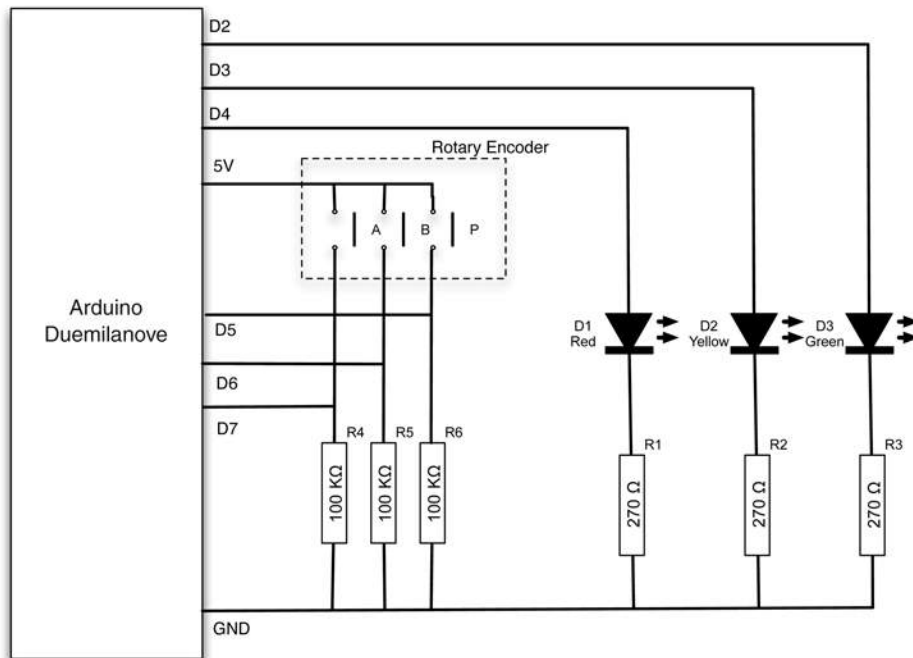 D2
D3
D4
Rotary Encoder
5V
A
B
P
Arduino
Duemilanove
D5
D6
D7
D1
Red
D2
Yellow
D3
Green
R4
R5
R6
R1
R2
R3
100 KΩ
100 KΩ
100 KΩ
270 Ω
270 Ω
270 Ω
GND